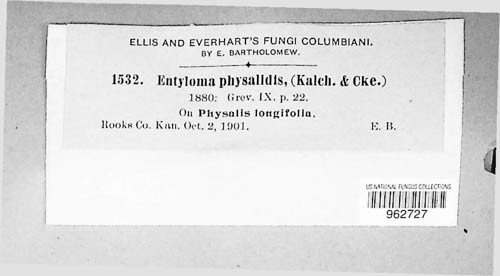 ELLIS AND EVERHART'S FUNGI COLUMBIANI.
BY E. BARTHOLOMEW.
1532. Entyloma physalidis, (Kalch. & Cke.)
1880: Grev. IX. p. 22.
On Physalis longifolia.
Rooks Co. Kan. Oct. 2, 1901. E. B.
US NATIONAL FUNGUS COLLECTIONS
962727